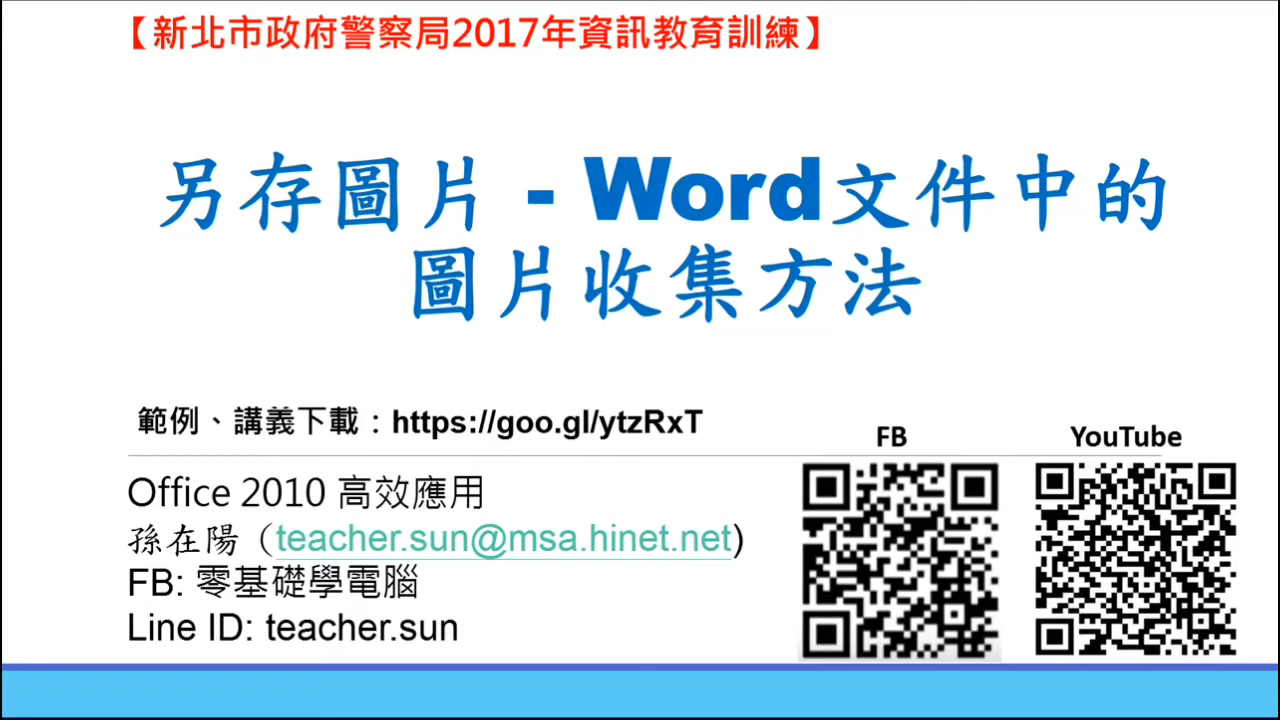 【新北市政府警察局2017年資訊教育訓練】
另存圖片 - Word文件中的
圖片收集方法
範例、講義下載：https://goo.gl/ytzRxT
FB
YouTube
Office 2010 高效應用
孫在陽（teacher.sun@msa.hinet.net)
FB: 零基礎學電腦
Line ID: teacher.sun